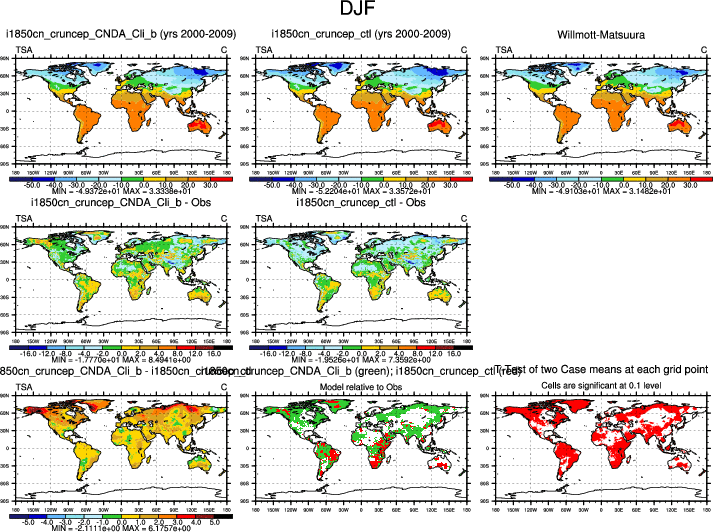 DJF
i1850cn_cruncep_CNDA_Cli_b (yrs 2000-2009)
TSA C
90N
60N
30N
0
30S
60S
90S
180 150W 120W 90W 60W 30W 0 30E 60E 90E 120E 150E 180
-50.0 -40.0 -30.0 -20.0 -10.0 0.0 10.0 20.0 30.0
MIN = -4.9372e+01 MAX = 3.3338e+01
i1850cn_cruncep_ctl (yrs 2000-2009)
TSA C
90N
60N
30N
0
30S
60S
90S
180 150W 120W 90W 60W 30W 0 30E 60E 90E 120E 150E 180
-50.0 -40.0 -30.0 -20.0 -10.0 0.0 10.0 20.0 30.0
MIN = -5.2204e+01 MAX = 3.3572e+01
Willmott-Matsuura
TSA C
90N
60N
30N
0
30S
60S
90S
180 150W 120W 90W 60W 30W 0 30E 60E 90E 120E 150E 180
-50.0 -40.0 -30.0 -20.0 -10.0 0.0 10.0 20.0 30.0
MIN = -4.9103e+01 MAX = 3.1482e+01
i1850cn_cruncep_CNDA_Cli_b - Obs
TSA C
90N
60N
30N
0
30S
60S
90S
180 150W 120W 90W 60W 30W 0 30E 60E 90E 120E 150E 180
-16.0 -12.0 -8.0 -4.0 -2.0 0.0 2.0 4.0 8.0 12.0 16.0
MIN = -1.7770e+01 MAX = 8.4941e+00
i1850cn_cruncep_ctl - Obs
TSA C
90N
60N
30N
0
30S
60S
90S
180 150W 120W 90W 60W 30W 0 30E 60E 90E 120E 150E 180
-16.0 -12.0 -8.0 -4.0 -2.0 0.0 2.0 4.0 8.0 12.0 16.0
MIN = -1.9526e+01 MAX = 7.3592e+00
850cn_cruncep_CNDA_Cli_b - i1850cn_cruncep_ctl
TSA C
90N
60N
30N
0
30S
60S
90S
180 150W 120W 90W 60W 30W 0 30E 60E 90E 120E 150E 180
-5.0 -4.0 -3.0 -2.0 -1.0 0.0 1.0 2.0 3.0 4.0 5.0
MIN = -2.1111e+00 MAX = 6.1757e+00
cruncep_CNDA_Cli_b (green); i1850cn_cruncep_ctl (red)
Model relative to Obs
90N
60N
30N
0
30S
60S
90S
180 150W 120W 90W 60W 30W 0 30E 60E 90E 120E 150E 180
T-Test of two Case means at each grid point
Cells are significant at 0.1 level
90N
60N
30N
0
30S
60S
90S
180 150W 120W 90W 60W 30W 0 30E 60E 90E 120E 150E 180